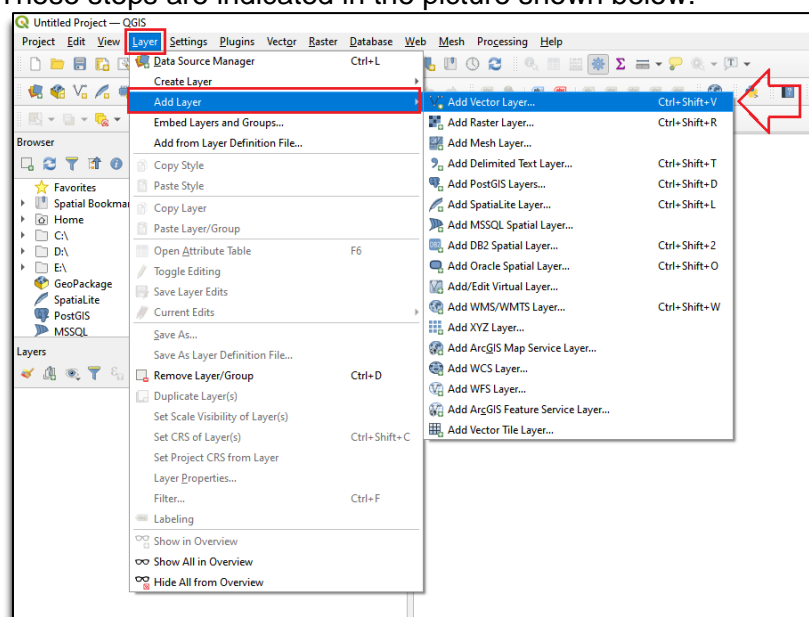 These steps are indicated in the picture shown below:
Untitled Project — QGIS
Project Edit View Layer Settings Plugins Vector Raster Database Web Mesh Processing Help
Data Source Manager Ctrl+L
Create Layer
Add Layer
Embed Layers and Groups...
Add from Layer Definition File...
Copy Style
Paste Style
Copy Layer
Paste Layer/Group
Open Attribute Table F6
Toggle Editing
Save Layer Edits
Current Edits
Save As...
Save As Layer Definition File...
Remove Layer/Group Ctrl+D
Duplicate Layer(s)
Set Scale Visibility of Layer(s)
Set CRS of Layer(s) Ctrl+Shift+C
Set Project CRS from Layer
Layer Properties...
Filter... Ctrl+F
Labeling
Show in Overview
Show All in Overview
Hide All from Overview
Add Vector Layer... Ctrl+Shift+V
Add Raster Layer... Ctrl+Shift+R
Add Mesh Layer...
Add Delimited Text Layer... Ctrl+Shift+T
Add PostGIS Layers... Ctrl+Shift+D
Add SpatiaLite Layer... Ctrl+Shift+L
Add MSSQL Spatial Layer...
Add DB2 Spatial Layer... Ctrl+Shift+2
Add Oracle Spatial Layer... Ctrl+Shift+O
Add/Edit Virtual Layer...
Add WMS/WMTS Layer... Ctrl+Shift+W
Add XYZ Layer...
Add ArcGIS Map Service Layer...
Add WCS Layer...
Add WFS Layer...
Add ArcGIS Feature Service Layer...
Add Vector Tile Layer...
Browser
Favorites
Spatial Bookmar
Home
C:\
D:\
E:\
GeoPackage
SpatiaLite
PostGIS
MSSQL
Layers